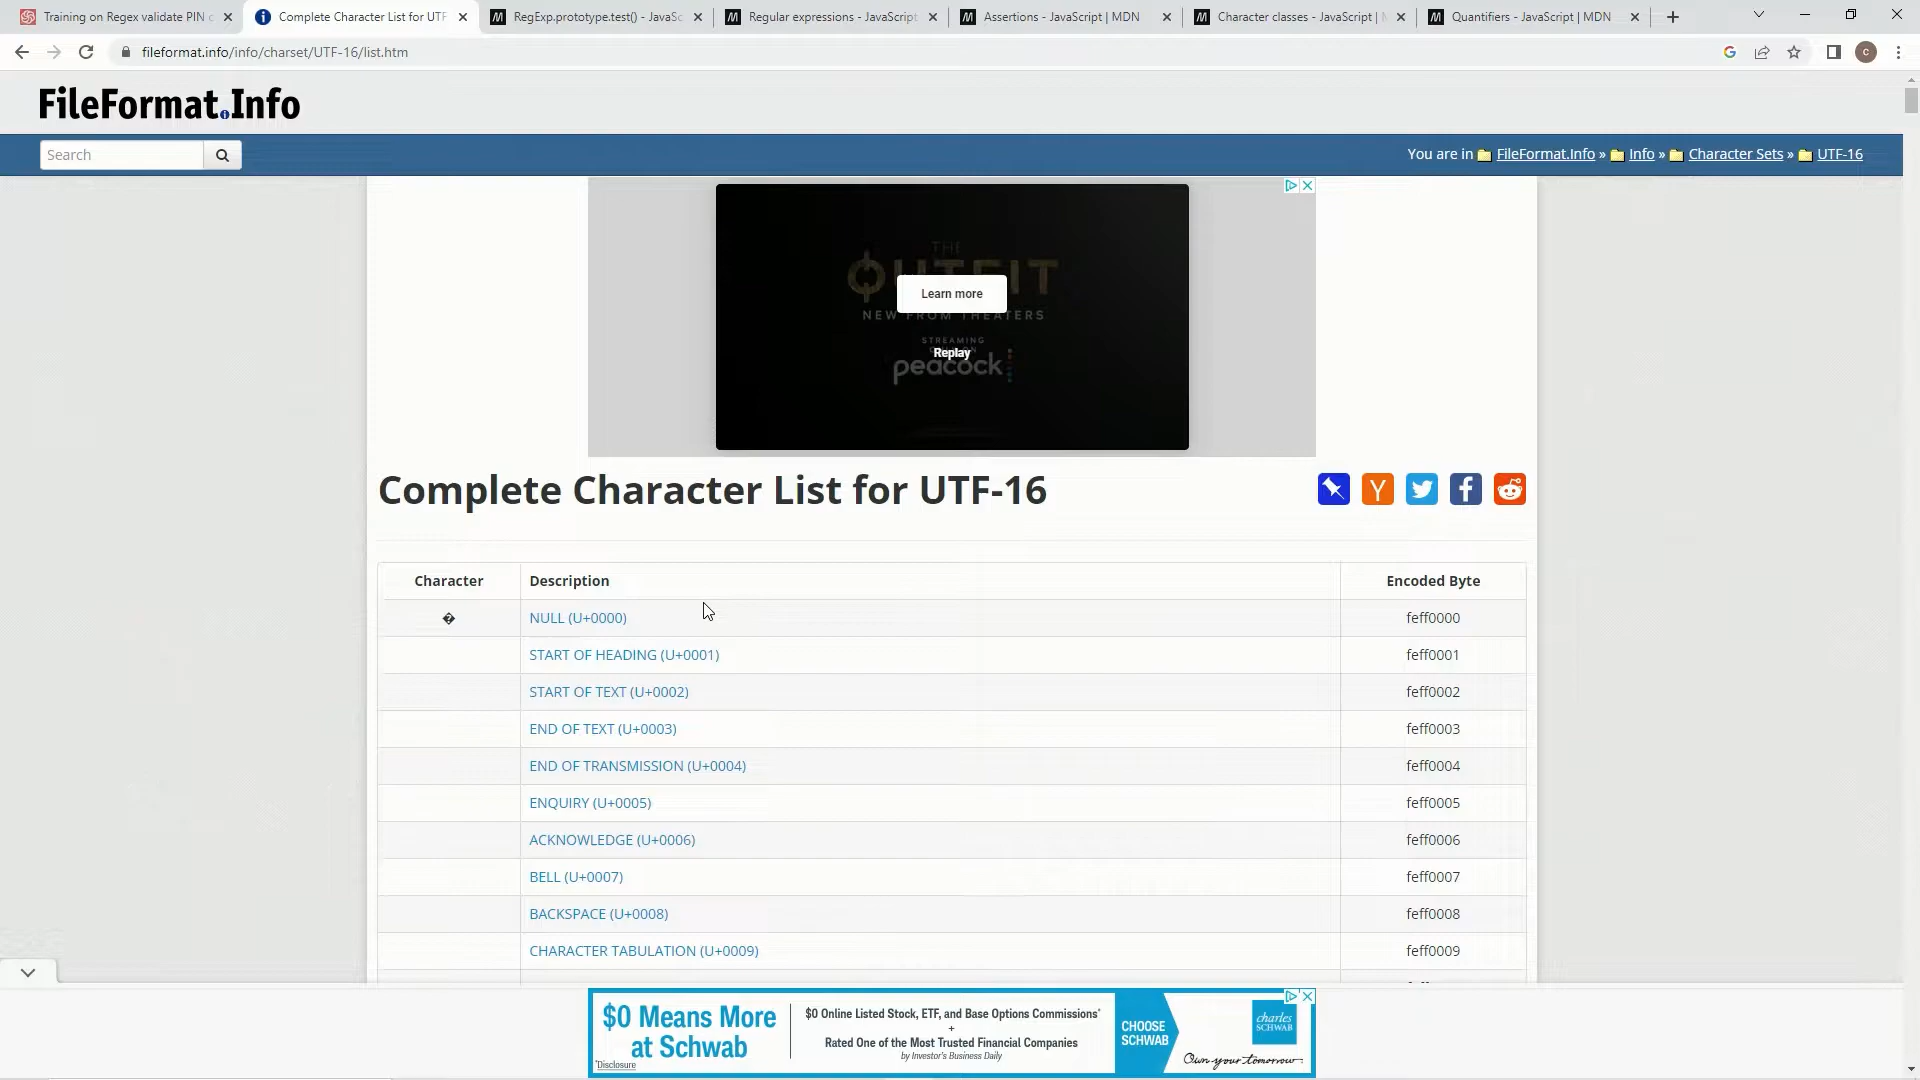 Training on Regex validate PIN c
Complete Character List for UTF
RegExp.prototype.test() - JavaSc
Regular expressions - JavaScript
Assertions - JavaScript | MDN
Character classes - JavaScript |
Quantifiers - JavaScript | MDN
fileformat.info/info/charset/UTF-16/list.htm
C
FileFormat.Info
Search
You are in FileFormat.Info » Info » Character Sets » UTF-16
THE
OUTFIT
Learn more
NEW FROM THEATERS
STREAMING
Replay
peacock
Complete Character List for UTF-16
Character Description Encoded Byte
� NULL (U+0000) feff0000
START OF HEADING (U+0001) feff0001
START OF TEXT (U+0002) feff0002
END OF TEXT (U+0003) feff0003
END OF TRANSMISSION (U+0004) feff0004
ENQUIRY (U+0005) feff0005
ACKNOWLEDGE (U+0006) feff0006
BELL (U+0007) feff0007
BACKSPACE (U+0008) feff0008
CHARACTER TABULATION (U+0009) feff0009
$0 Means More
at Schwab
*Disclosure
$0 Online Listed Stock, ETF, and Base Options Commissions*
+
Rated One of the Most Trusted Financial Companies
by Investor's Business Daily
CHOOSE
SCHWAB
charles
SCHWAB
Own your tomorrow